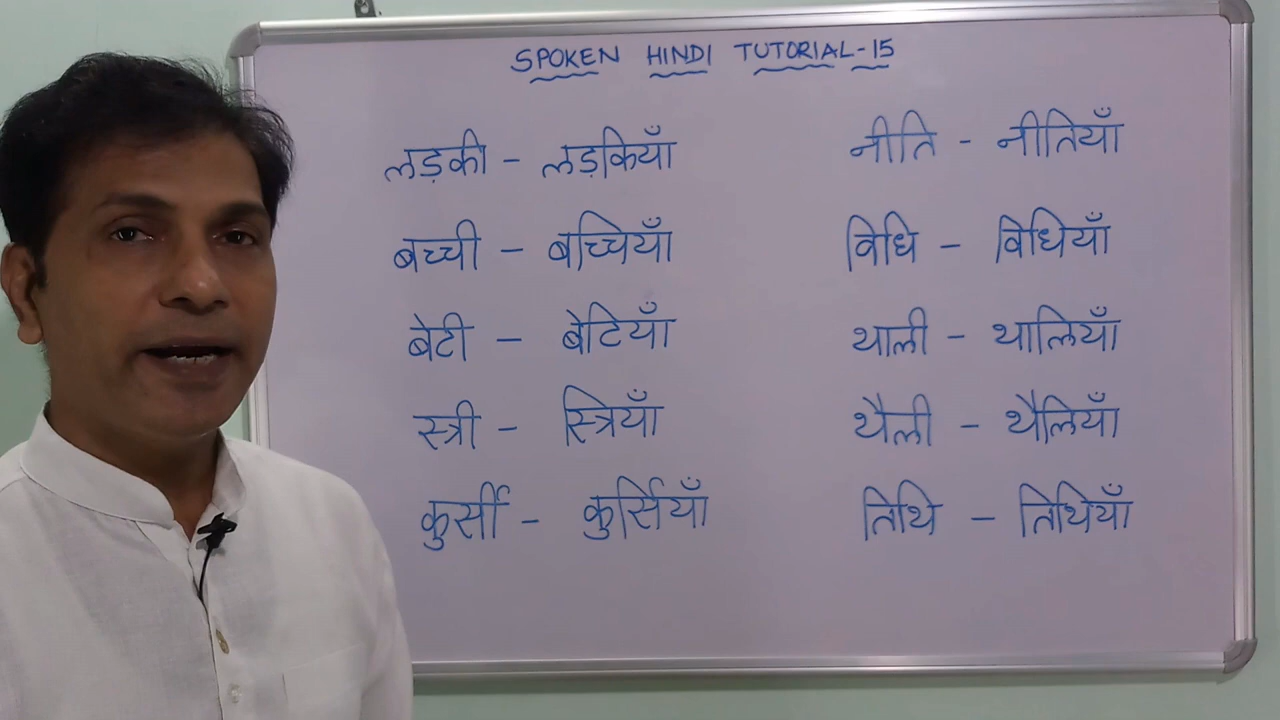 SPOKEN HINDI TUTORIAL-15
लड़की - लड़कियाँ
बच्ची - बच्चियाँ
बेटी - बेटियाँ
स्त्री - स्त्रियाँ
कुर्सी - कुर्सियाँ
नीति - नीतियाँ
विधि - विधियाँ
थाली - थालियाँ
थैली - थैलियाँ
तिथि - तिथियाँ